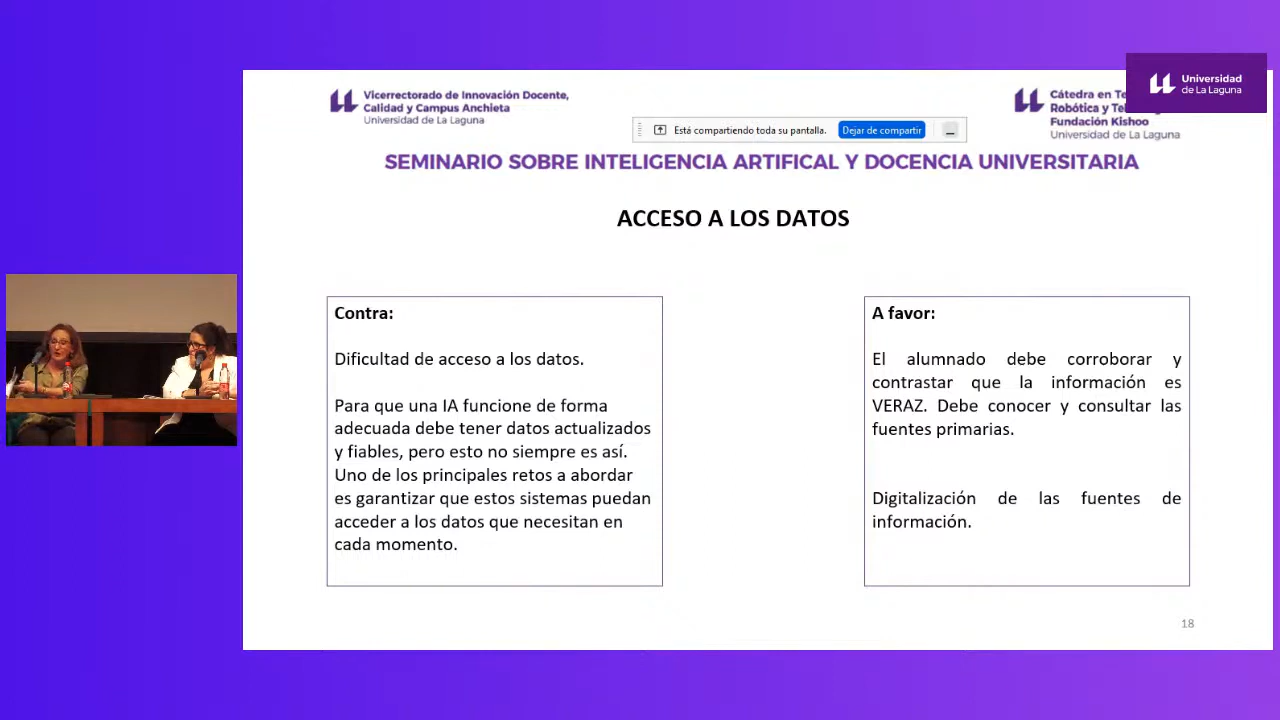 Vicerrectorado de Innovación Docente,
Calidad y Campus Anchieta
Universidad de La Laguna
Universidad
de La Laguna
Cátedra en
Robótica y
Fundación Kishoo
Universidad de La Laguna
Está compartiendo toda su pantalla. Dejar de compartir
SEMINARIO SOBRE INTELIGENCIA ARTIFICAL Y DOCENCIA UNIVERSITARIA
ACCESO A LOS DATOS
Contra:
Dificultad de acceso a los datos.
Para que una IA funcione de forma
adecuada debe tener datos actualizados
y fiables, pero esto no siempre es así.
Uno de los principales retos a abordar
es garantizar que estos sistemas puedan
acceder a los datos que necesitan en
cada momento.
A favor:
El alumnado debe corroborar y
contrastar que la información es
VERAZ. Debe conocer y consultar las
fuentes primarias.
Digitalización de las fuentes de
información.
18